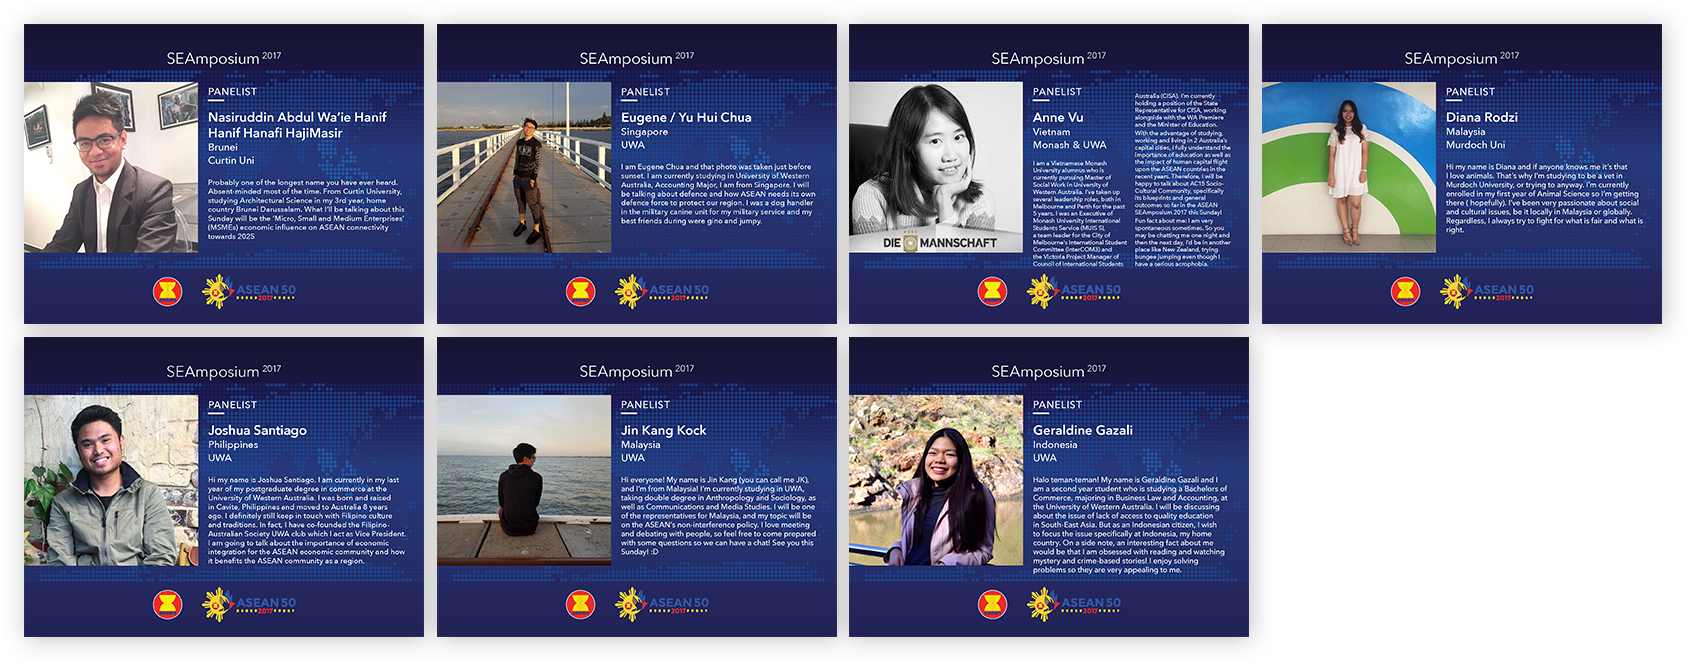 SEAmposium 2017
PANELIST
Nasiruddin Abdul Wa'ie Hanif
Hanif Hanafi HajiMasir
Brunei
Curtin Uni
Probably one of the longest name you have ever heard.
Absent-minded most of the time. From Curtin University,
studying Architectural Science in my 3rd year, home
country Brunei Darussalam. What I'll be talking about this
Sunday will be the 'Micro, Small and Medium Enterprises'
(MSMEs) economic influence on ASEAN connectivity
towards 2025
ASEAN 50
2017
SEAmposium 2017
PANELIST
Eugene / Yu Hui Chua
Singapore
UWA
I am Eugene Chua and that photo was taken just before
sunset. I am currently studying in University of Western
Australia, Accounting Major, I am from Singapore. I will
be talking about defence and how ASEAN needs its own
defence force to protect our region. I was a dog handler
in the military canine unit for my military service and my
best friends during were gino and jumpy.
ASEAN 50
2017
SEAmposium 2017
DIE MANNSCHAFT
PANELIST
Anne Vu
Vietnam
Monash & UWA
I am a Vietnamese Monash
University alumnus who is
currently pursuing Master of
Social Work in University of
Western Australia. I've taken up
several leadership roles, both in
Melbourne and Perth for the past
5 years. I was an Executive of
Monash University International
Students Service (MUIS S),
a team leader for the City of
Melbourne's International Student
Committee (InterCOM3) and
the Victoria Project Manager of
Council of International Students
Australia (CISA). I'm currently
holding a position of the State
Representative for CISA, working
alongside with the WA Premiere
and the Minister of Education.
With the advantage of studying,
working and living in 2 Australia's
capital cities, I fully understand the
importance of education as well as
the impact of human capital flight
upon the ASEAN countries in the
recent years. Therefore, I will be
happy to talk about AC15 Socio-
Cultural Community, specifically
its blueprints and general
outcomes so far in the ASEAN
SEAmposium 2017 this Sunday!
Fun fact about me: I am very
spontaneous sometimes. So you
may be chatting me one night and
then the next day, I'd be in another
place like New Zealand, trying
bungee jumping even though I
have a serious acrophobia.
ASEAN 50
2017
SEAmposium 2017
PANELIST
Diana Rodzi
Malaysia
Murdoch Uni
Hi my name is Diana and if anyone knows me it's that
I love animals. That's why I'm studying to be a vet in
Murdoch University, or trying to anyway. I'm currently
enrolled in my first year of Animal Science so I'm getting
there ( hopefully). I've been very passionate about social
and cultural issues, be it locally in Malaysia or globally.
Regardless, I always try to fight for what is fair and what is
right.
ASEAN 50
2017
SEAmposium 2017
PANELIST
Joshua Santiago
Philippines
UWA
Hi my name is Joshua Santiago. I am currently in my last
year of my postgraduate degree in commerce at the
University of Western Australia. I was born and raised
in Cavite, Philippines and moved to Australia 8 years
ago. I definitely still keep in touch with Filipino culture
and traditions. In fact, I have co-founded the Filipino-
Australian Society UWA club which I act as Vice President.
I am going to talk about the importance of economic
integration for the ASEAN economic community and how
it benefits the ASEAN community as a region.
ASEAN 50
2017
SEAmposium 2017
PANELIST
Jin Kang Kock
Malaysia
UWA
Hi everyone! My name is Jin Kang (you can call me JK),
and I'm from Malaysia! I'm currently studying in UWA,
taking double degree in Anthropology and Sociology, as
well as Communications and Media Studies. I will be one
of the representatives for Malaysia, and my topic will be
on the ASEAN's non-interference policy. I love meeting
and debating with people, so feel free to come prepared
with some questions so we can have a chat! See you this
Sunday! :D
ASEAN 50
2017
SEAmposium 2017
PANELIST
Geraldine Gazali
Indonesia
UWA
Halo teman-teman! My name is Geraldine Gazali and I
am a second year student who is studying a Bachelors of
Commerce, majoring in Business Law and Accounting, at
the University of Western Australia. I will be discussing
about the issue of lack of access to quality education
in South-East Asia. But as an Indonesian citizen, I wish
to focus the issue specifically at Indonesia, my home
country. On a side note, an interesting fact about me
would be that I am obsessed with reading and watching
mystery and crime-based stories! I enjoy solving
problems so they are very appealing to me.
ASEAN 50
2017